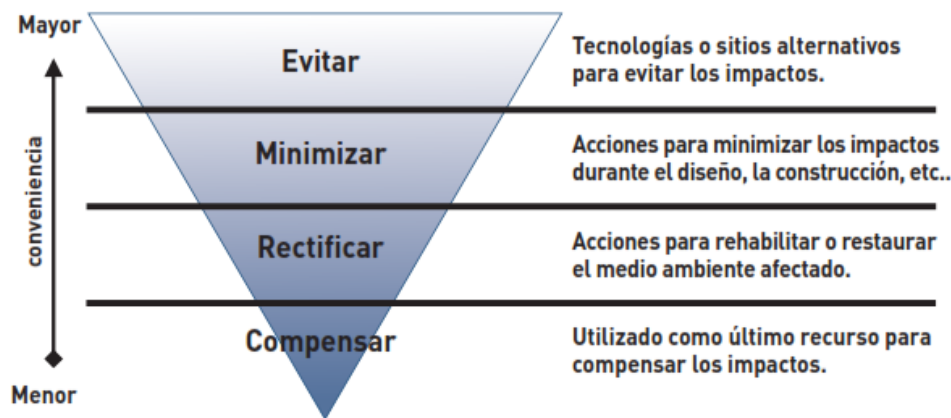 Mayor
Evitar
Tecnologías o sitios alternativos
para evitar los impactos.
Minimizar
Acciones para minimizar los impactos
durante el diseño, la construcción, etc..
conveniencia
Rectificar
Acciones para rehabilitar o restaurar
el medio ambiente afectado.
Compensar
Utilizado como último recurso para
compensar los impactos.
Menor